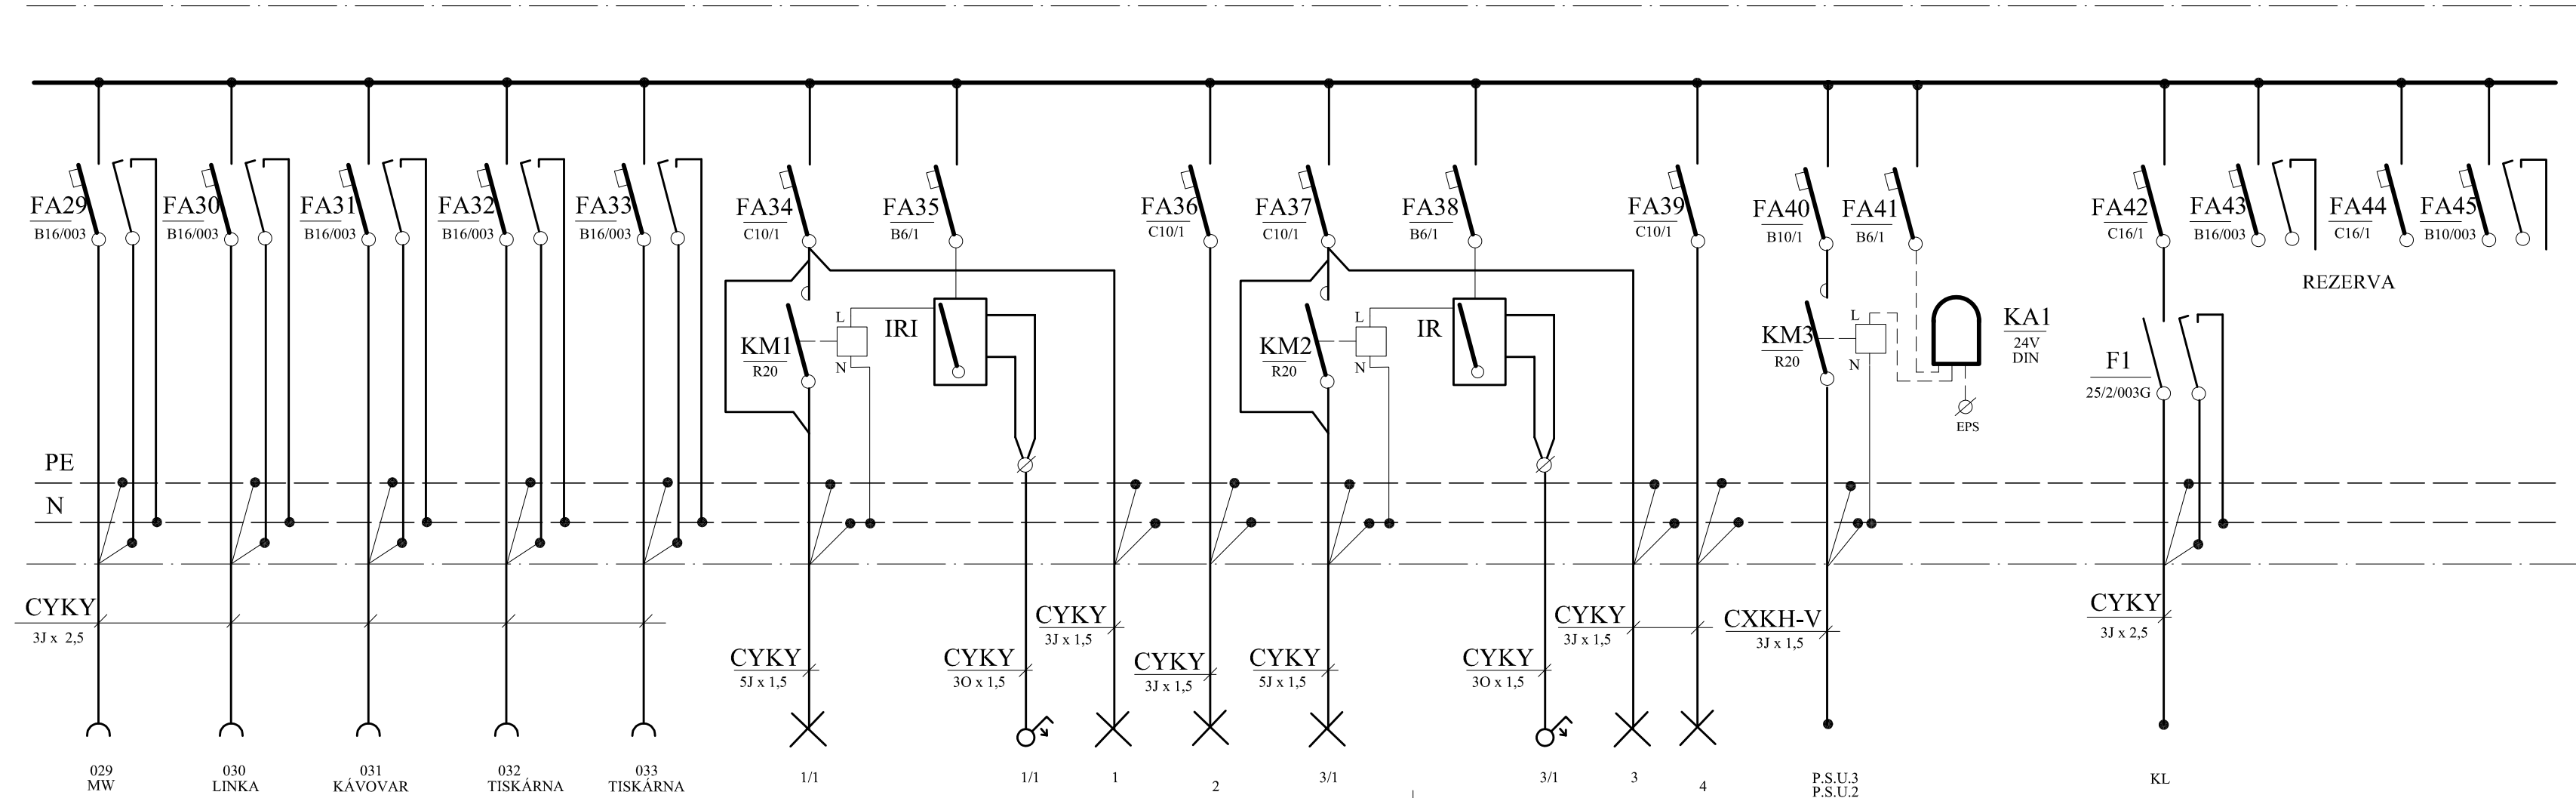 FA29
B16/003
FA30
B16/003
FA31
B16/003
FA32
B16/003
FA33
B16/003
FA34
C10/1
FA35
B6/1
FA36
C10/1
FA37
C10/1
FA38
B6/1
FA39
C10/1
FA40
B10/1
FA41
B6/1
FA42
C16/1
FA43
B16/003
FA44
C16/1
FA45
B10/003
REZERVA
KM1
R20
L
N
IRI
KM2
R20
L
N
IR
KM3
R20
L
N
KA1
24V
DIN
EPS
F1
25/2/003G
PE
N
CYKY
3J x 2,5
CYKY
5J x 1,5
CYKY
3O x 1,5
CYKY
3J x 1,5
CYKY
3J x 1,5
CYKY
5J x 1,5
CYKY
3O x 1,5
CYKY
3J x 1,5
CXKH-V
3J x 1,5
CYKY
3J x 2,5
029
MW
030
LINKA
031
KÁVOVAR
032
TISKÁRNA
033
TISKÁRNA
1/1
1/1
1
2
3/1
3/1
3
4
P.S.U.3
P.S.U.2
KL